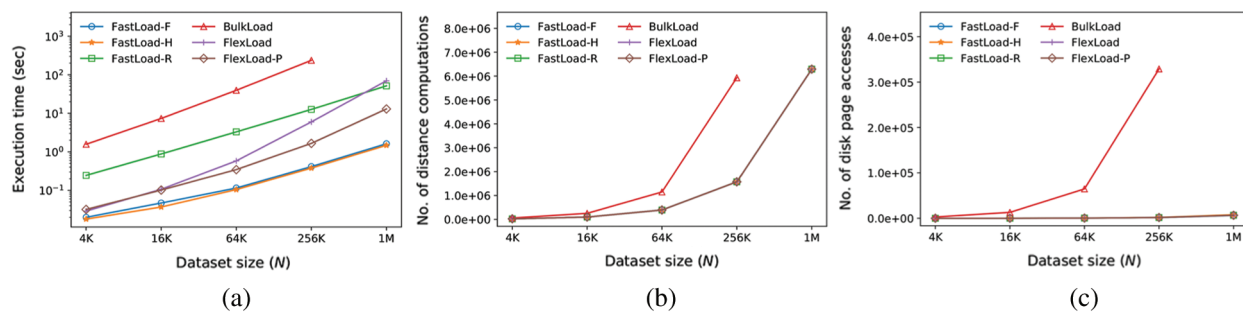 FastLoad-F
FastLoad-H
FastLoad-R
BulkLoad
FlexLoad
FlexLoad-P
Execution time (sec)
10³
10²
10¹
10⁰
10⁻¹
4K 16K 64K 256K 1M
Dataset size (N)
(a)
FastLoad-F
FastLoad-H
FastLoad-R
BulkLoad
FlexLoad
FlexLoad-P
No. of distance computations
8.0e+06
7.0e+06
6.0e+06
5.0e+06
4.0e+06
3.0e+06
2.0e+06
1.0e+06
0.0e+00
4K 16K 64K 256K 1M
Dataset size (N)
(b)
FastLoad-F
FastLoad-H
FastLoad-R
BulkLoad
FlexLoad
FlexLoad-P
No. of disk page accesses
4.0e+05
3.0e+05
2.0e+05
1.0e+05
0.0e+00
4K 16K 64K 256K 1M
Dataset size (N)
(c)